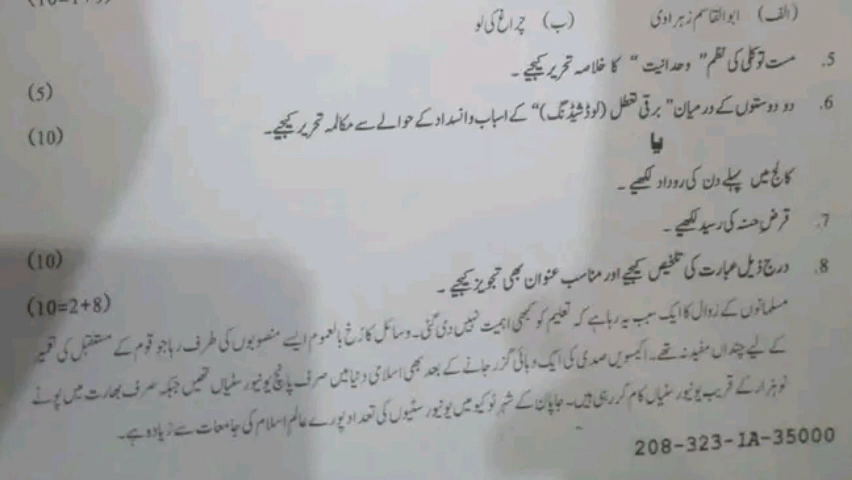 (الف) ابوالقاسم زہراوی (ب) چراغ کی لو
5. مست توکلی کی نظم "وحدانیت" کا خلاصہ تحریر کیجیے ۔ (5)
6. دو دوستوں کے درمیان "برقی تعطل (لوڈشیڈنگ)" کے اسباب و انسداد کے حوالے سے مکالمہ تحریر کیجیے۔ (10)
یا
کالج میں پہلے دن کی روداد لکھیے ۔
7. قرض حسنہ کی رسید لکھیے ۔ (10)
8. درج ذیل عبارت کی تلخیص کیجیے اور مناسب عنوان بھی تجویز کیجیے ۔ (10=2+8)
مسلمانوں کے زوال کا ایک سبب یہ رہا ہے کہ تعلیم کو کبھی اہمیت نہیں دی گئی۔ وسائل کا رُخ بالعموم ایسے منصوبوں کی طرف رہا جو قوم کے مستقبل کی تعمیر
کے لیے چنداں مفید نہ تھے۔ اکیسویں صدی کی ایک دہائی گزر جانے کے بعد بھی اسلامی دنیا میں صرف پانچ یونیورسٹیاں تھیں جبکہ صرف بھارت میں پونے
نو ہزار کے قریب یونیورسٹیاں کام کر رہی ہیں۔ جاپان کے شہر ٹوکیو میں یونیورسٹیوں کی تعداد پورے عالم اسلام کی جامعات سے زیادہ ہے۔
208-323-1A-35000